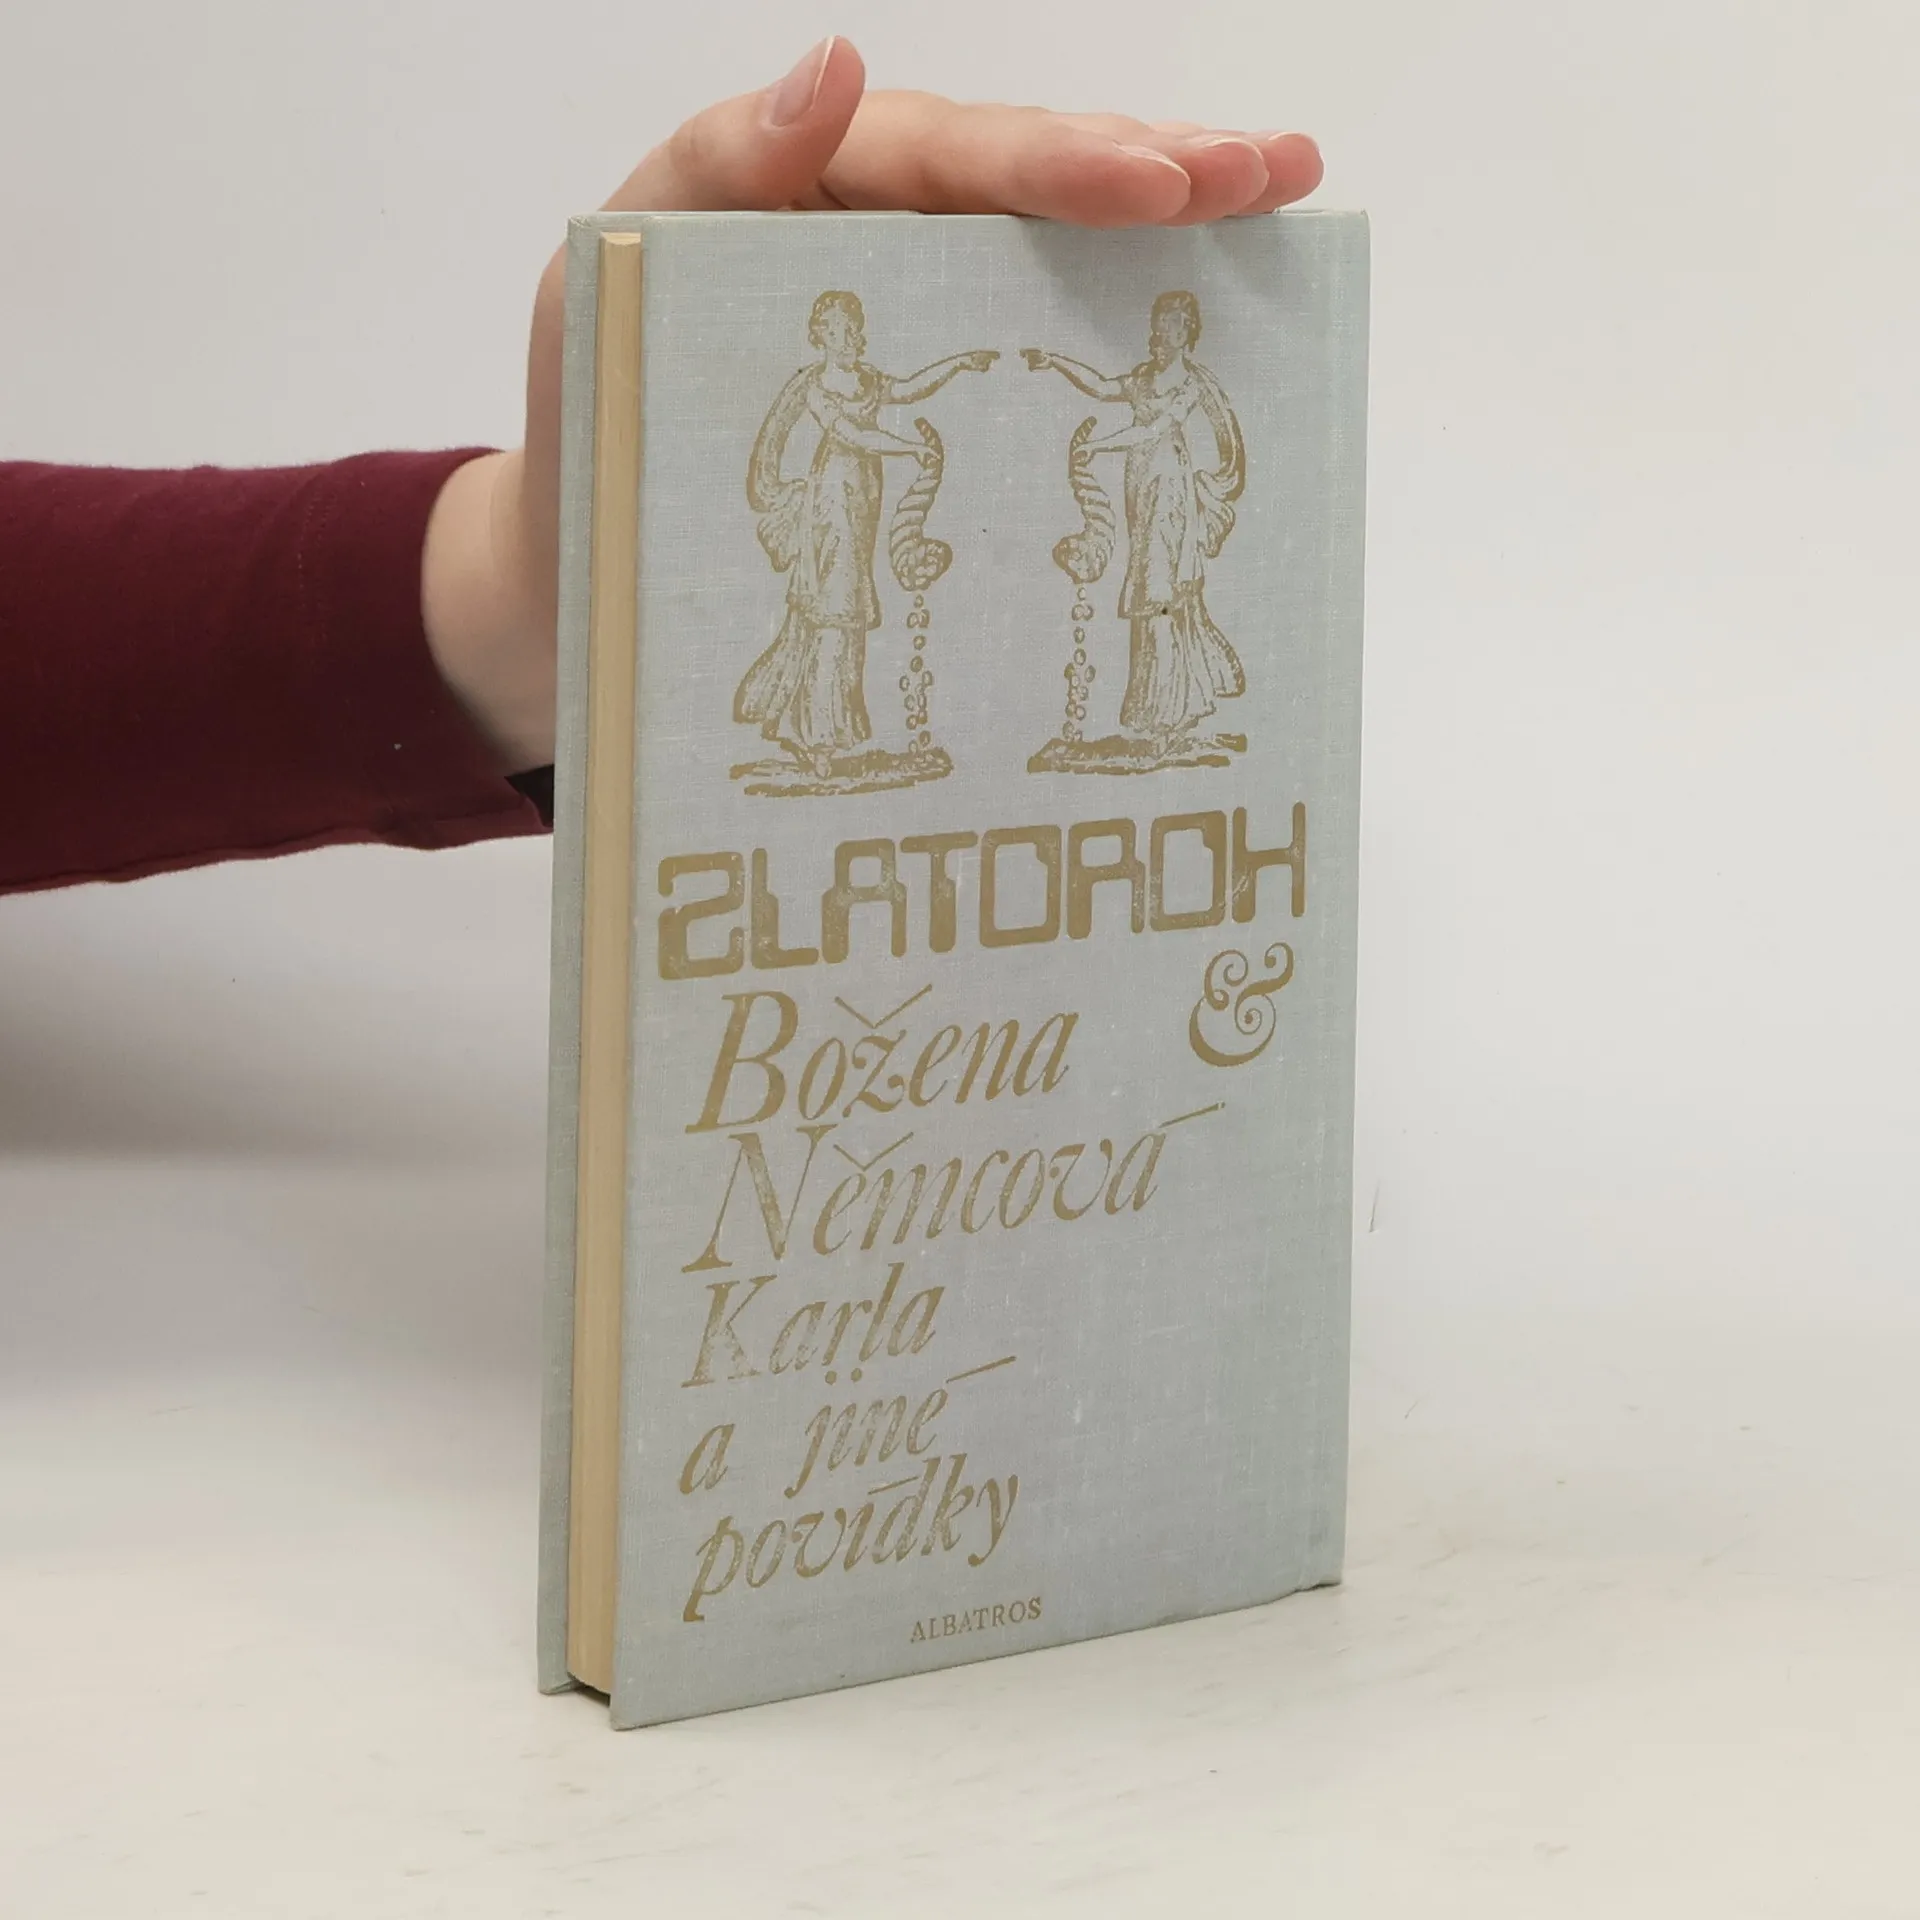 ZLATOROH
&
Božena
Němcová
Karla
a jiné
povídky
ALBATROS